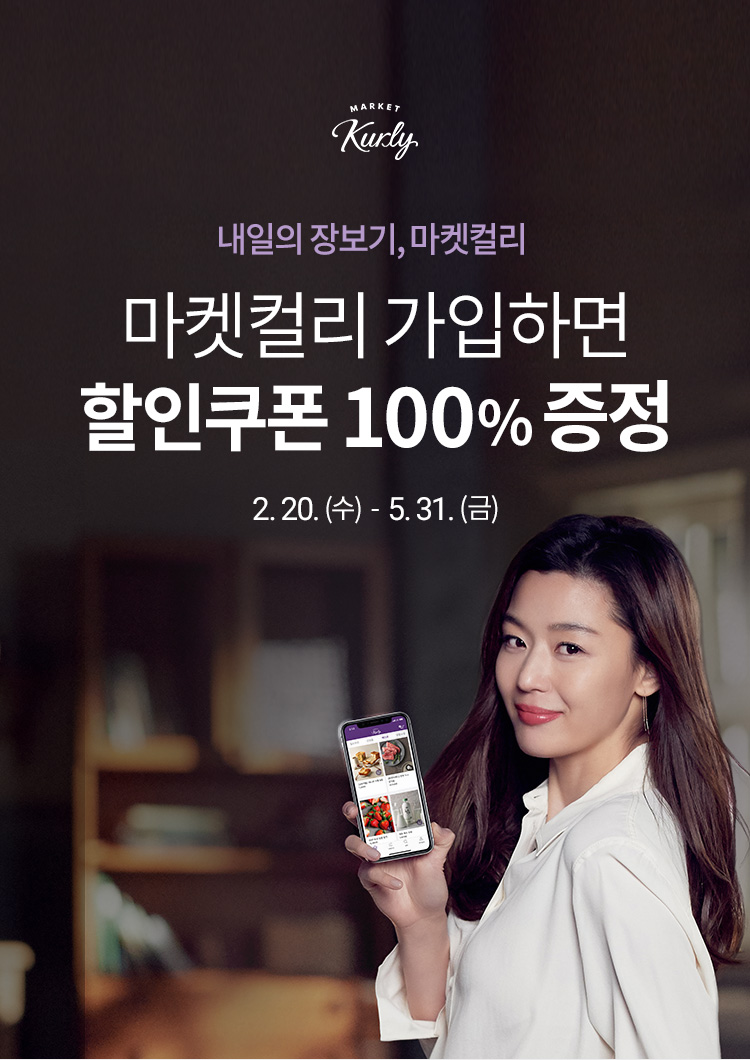 MARKET
Kurly
내일의 장보기, 마켓컬리
마켓컬리 가입하면
할인쿠폰 100% 증정
2. 20. (수) - 5. 31. (금)
Kurly